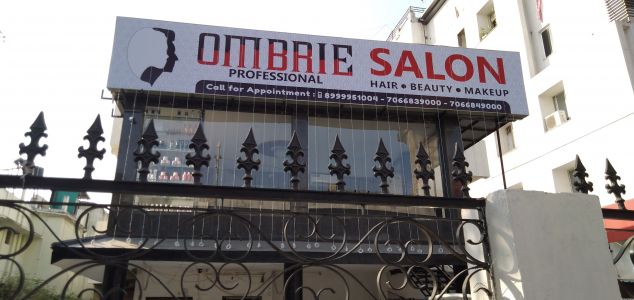 OMBRIE SALON
PROFESSIONAL
HAIR • BEAUTY • MAKEUP
Call for Appointment : 8999951004 - 7066839000 - 7066849000